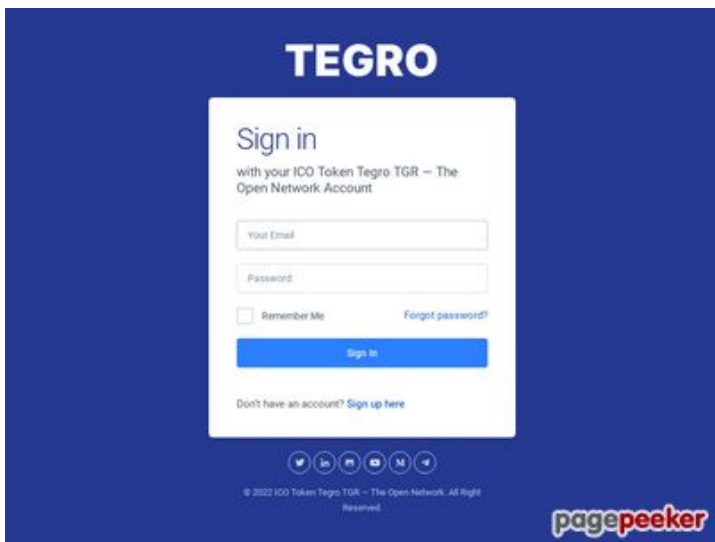 TEGRO
Sign in
with your ICO Token Tegro TGR — The
Open Network Account
Your Email
Password
Remember Me
Forgot password?
Sign In
Don't have an account? Sign up here
in
M
© 2022 ICO Token Tegro TGR — The Open Network. All Right
Reserved.
pagepeeker